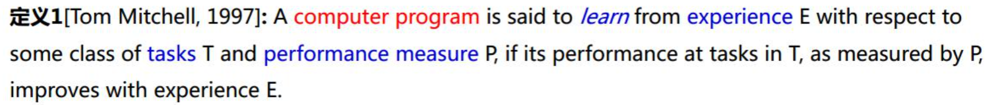 定义1[Tom Mitchell, 1997]: A computer program is said to learn from experience E with respect to
some class of tasks T and performance measure P, if its performance at tasks in T, as measured by P,
improves with experience E.